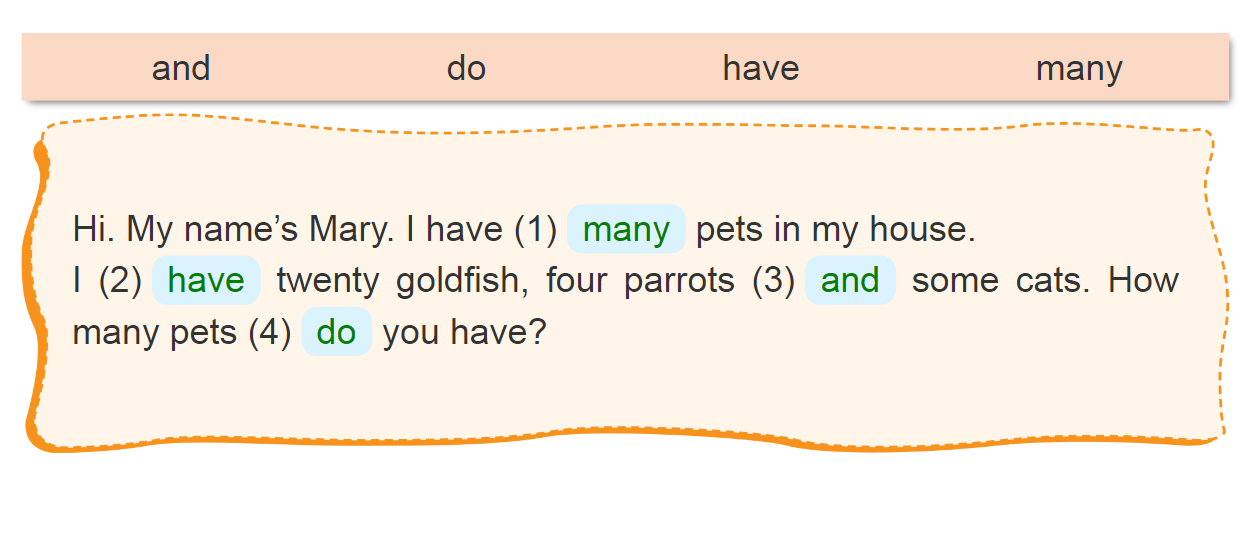 and do have many
Hi. My name’s Mary. I have (1) many pets in my house.
I (2) have twenty goldfish, four parrots (3) and some cats. How
many pets (4) do you have?